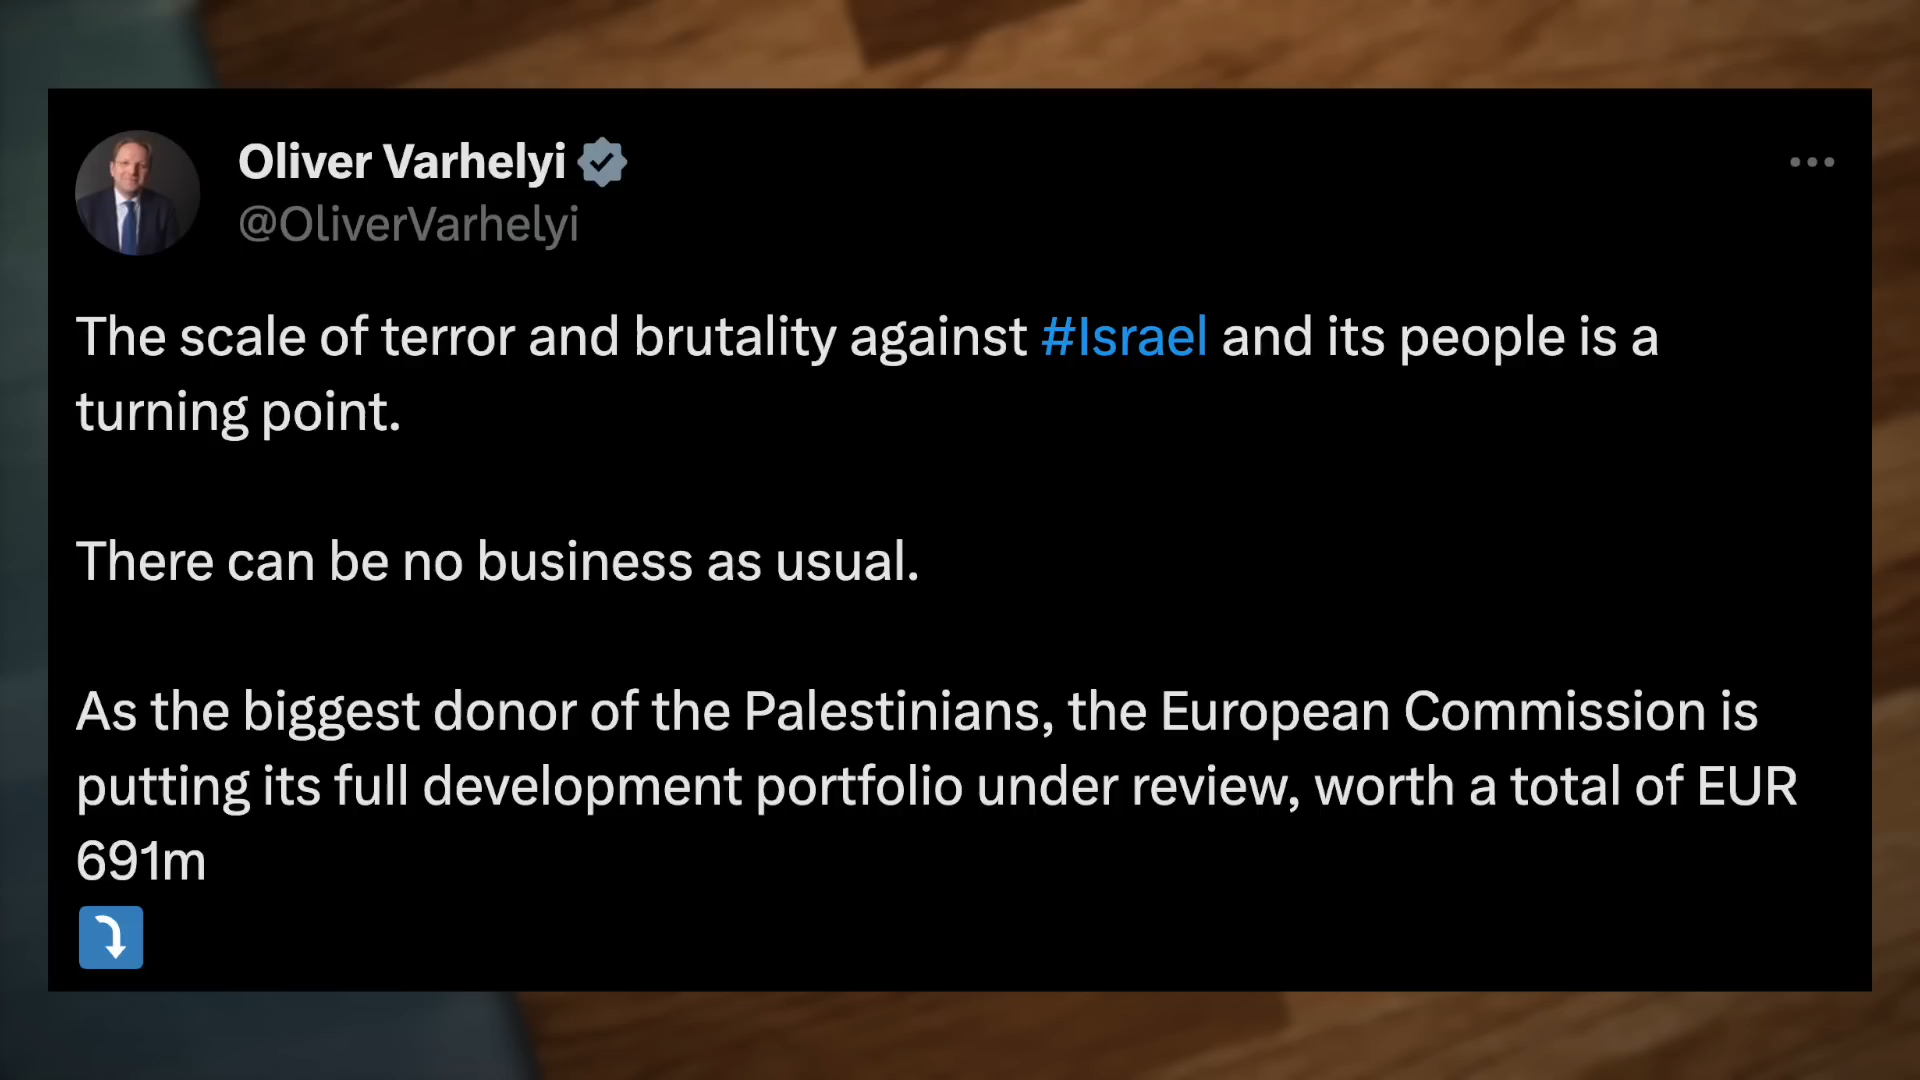 Oliver Varhelyi
@OliverVarhelyi
The scale of terror and brutality against #Israel and its people is a
turning point.
There can be no business as usual.
As the biggest donor of the Palestinians, the European Commission is
putting its full development portfolio under review, worth a total of EUR
691m